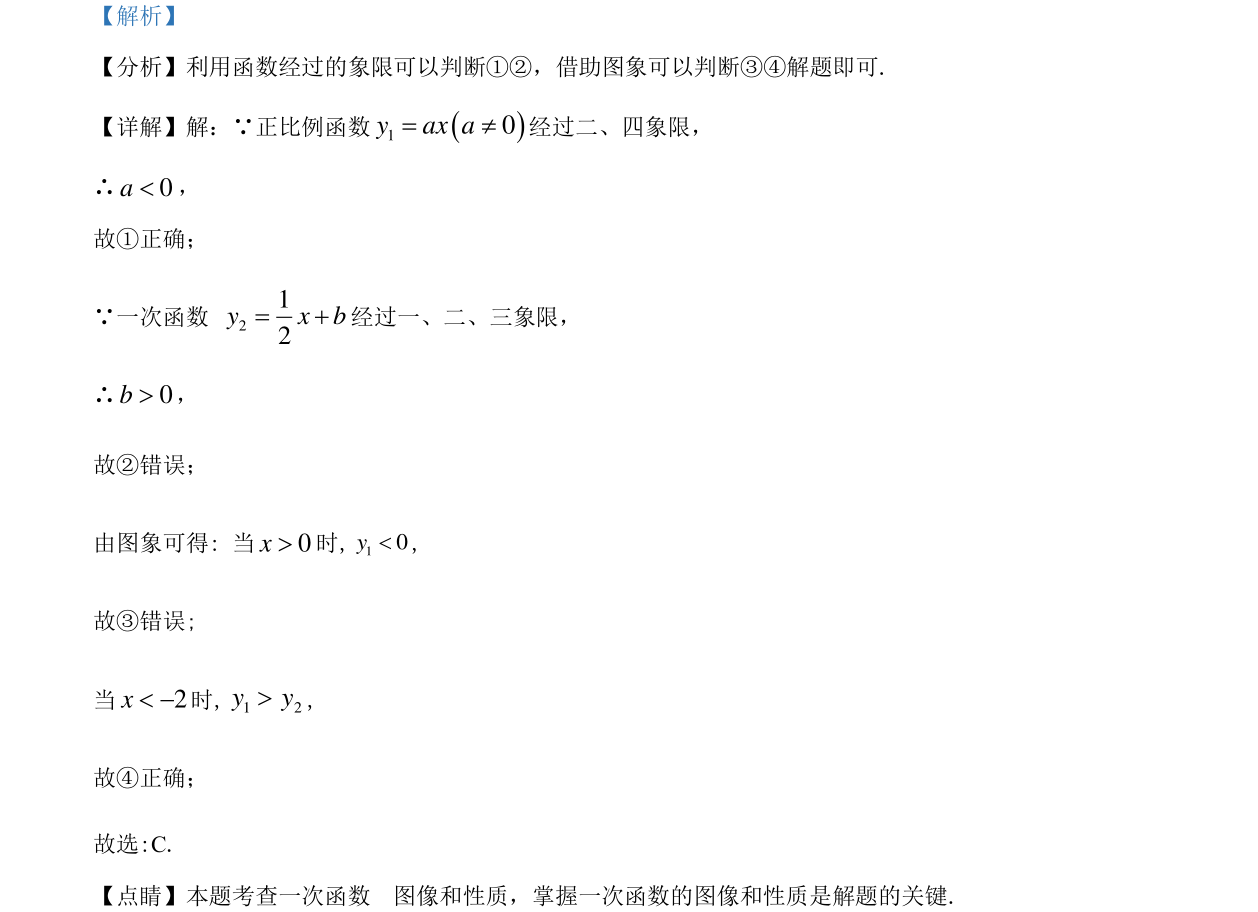 【解析】
【分析】利用函数经过的象限可以判断①②，借助图象可以判断③④解题即可.
【详解】解：∵正比例函数 y₁ = ax(a ≠ 0)经过二、四象限，
∴ a < 0，
故①正确；
∵一次函数 y₂ = \frac{1}{2}x + b 经过一、二、三象限，
∴ b > 0，
故②错误；
由图象可得：当 x > 0 时，y₁ < 0，
故③错误；
当 x < −2 时，y₁ > y₂，
故④正确；
故选：C.
【点睛】本题考查一次函数 图像和性质，掌握一次函数的图像和性质是解题的关键.